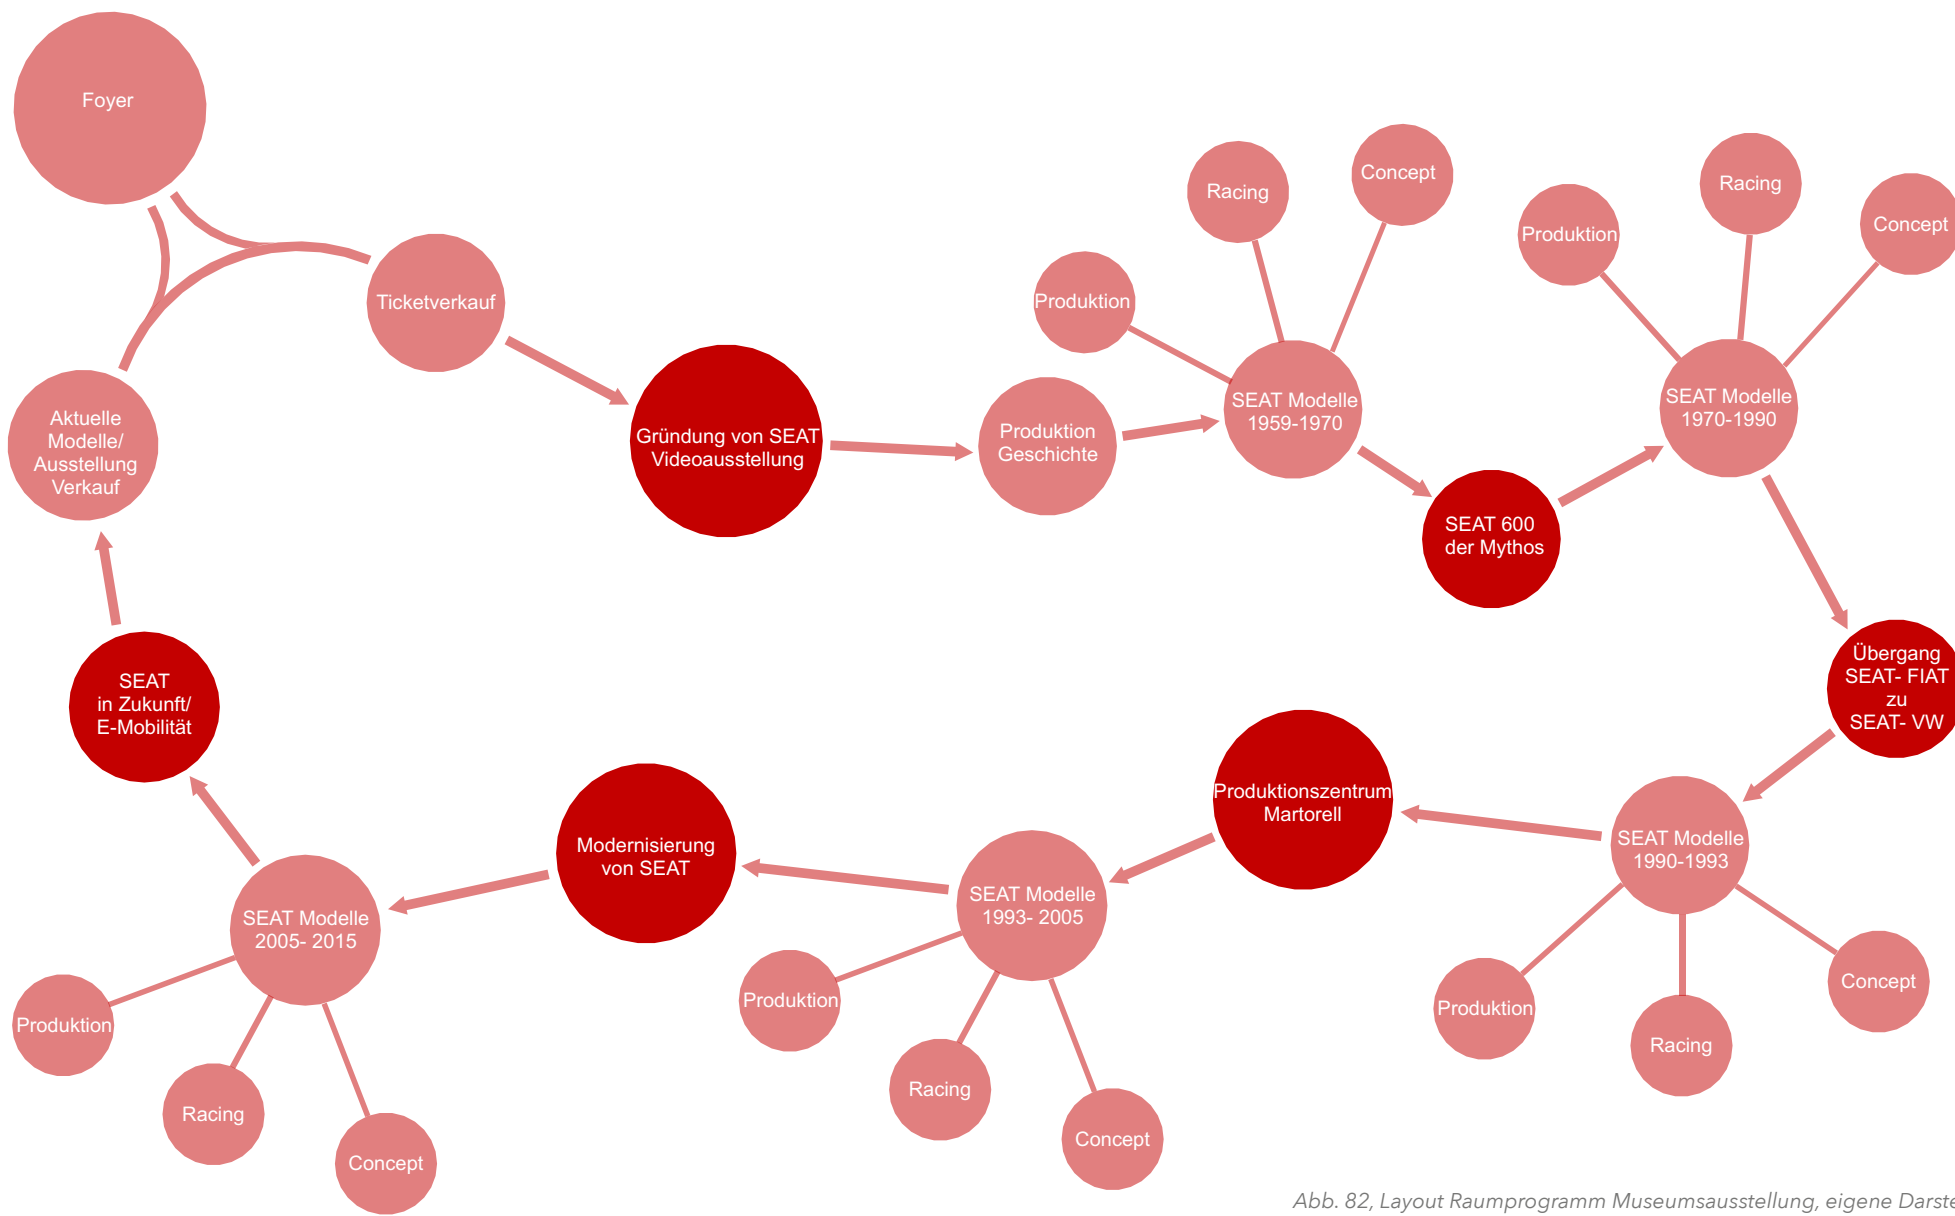 Foyer
Ticketverkauf
Gründung von SEAT
Videoausstellung
Produktion
Geschichte
SEAT Modelle
1959-1970
Produktion
Racing
Concept
SEAT 600
der Mythos
SEAT Modelle
1970-1990
Produktion
Racing
Concept
Übergang
SEAT- FIAT
zu
SEAT- VW
SEAT Modelle
1990-1993
Produktion
Racing
Concept
Produktionszentrum
Martorell
SEAT Modelle
1993- 2005
Produktion
Racing
Concept
Modernisierung
von SEAT
SEAT Modelle
2005- 2015
Produktion
Racing
Concept
SEAT
in Zukunft/
E-Mobilität
Aktuelle
Modelle/
Ausstellung
Verkauf
Abb. 82, Layout Raumprogramm Museumsausstellung, eigene